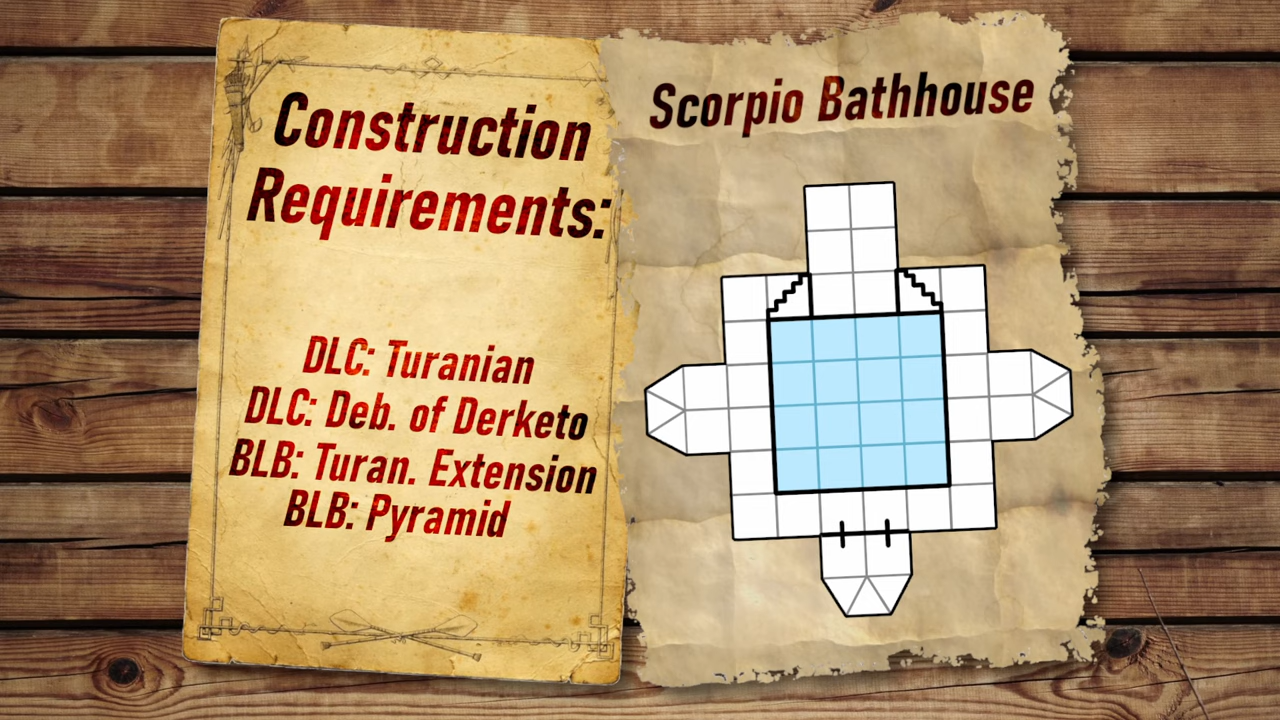 Construction
Requirements:
DLC: Turanian
DLC: Deb. of Derketo
BLB: Turan. Extension
BLB: Pyramid
Scorpio Bathhouse